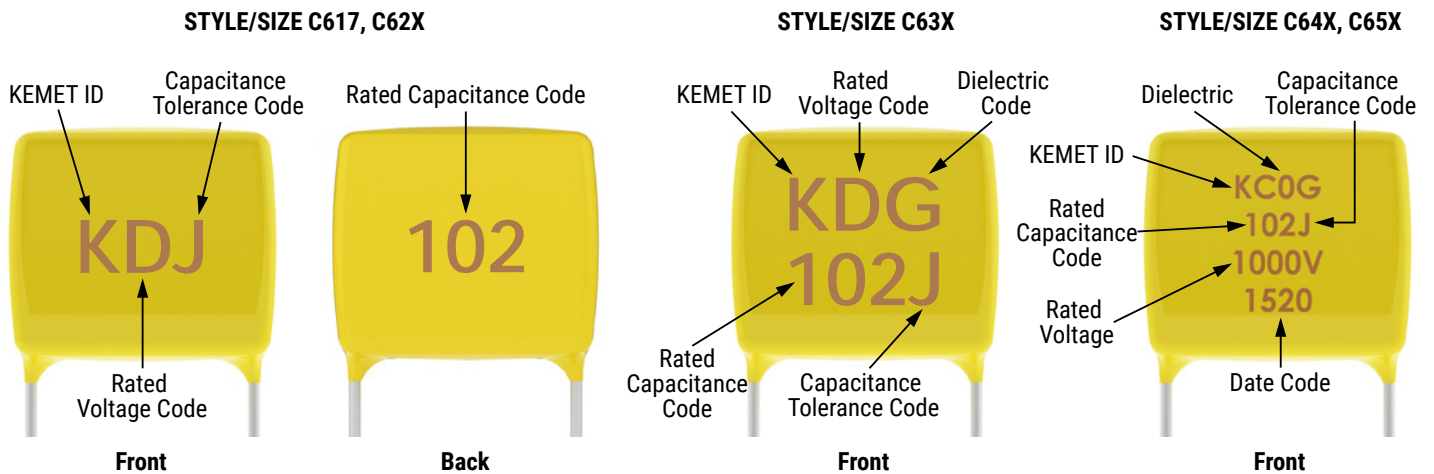 STYLE/SIZE C617, C62X
KEMET ID
Capacitance
Tolerance Code
KDJ
Rated
Voltage Code
Front
Rated Capacitance Code
102
Back
STYLE/SIZE C63X
KEMET ID
Rated
Voltage Code
Dielectric
Code
KDG
102J
Rated
Capacitance
Code
Capacitance
Tolerance Code
Front
STYLE/SIZE C64X, C65X
Dielectric
Capacitance
Tolerance Code
KEMET ID
Rated
Capacitance
Code
Rated
Voltage
KC0G
102J
1000V
1520
Date Code
Front